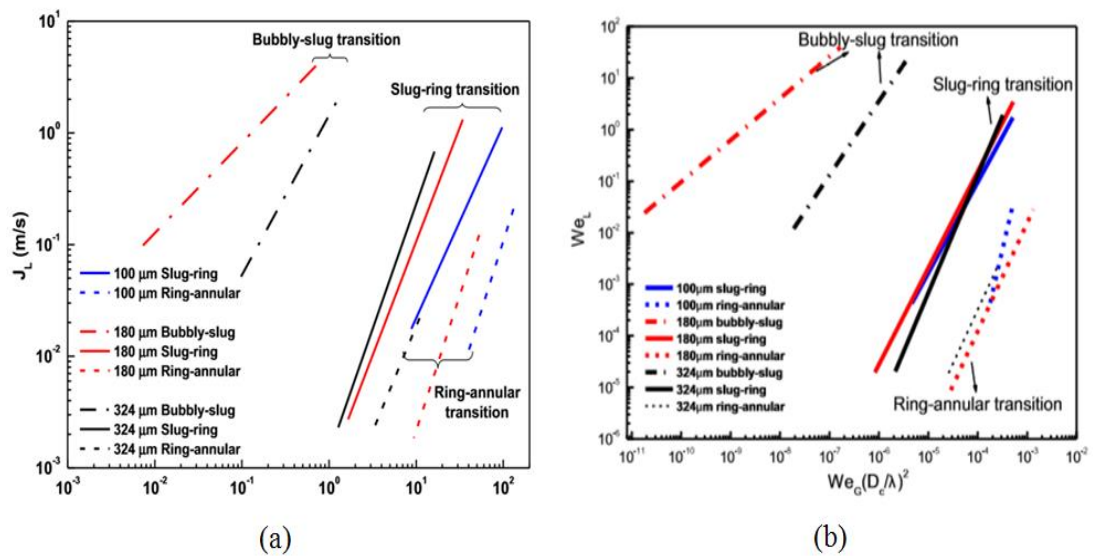 10^1
10^0
10^-1
10^-2
10^-3
J_L (m/s)
Bubbly-slug transition
Slug-ring transition
100 μm Slug-ring
100 μm Ring-annular
180 μm Bubbly-slug
180 μm Slug-ring
180 μm Ring-annular
324 μm Bubbly-slug
324 μm Slug-ring
324 μm Ring-annular
Ring-annular
transition
10^-3 10^-2 10^-1 10^0 10^1 10^2
(a)
10^2
10^1
10^0
10^-1
10^-2
10^-3
10^-4
10^-5
10^-6
We_L
Bubbly-slug transition
Slug-ring transition
100μm slug-ring
100μm ring-annular
180μm bubbly-slug
180μm slug-ring
180μm ring-annular
324μm bubbly-slug
324μm slug-ring
324μm ring-annular
Ring-annular transition
10^-11 10^-10 10^-9 10^-8 10^-7 10^-6 10^-5 10^-4 10^-3 10^-2
We_G(D_c/λ)^2
(b)